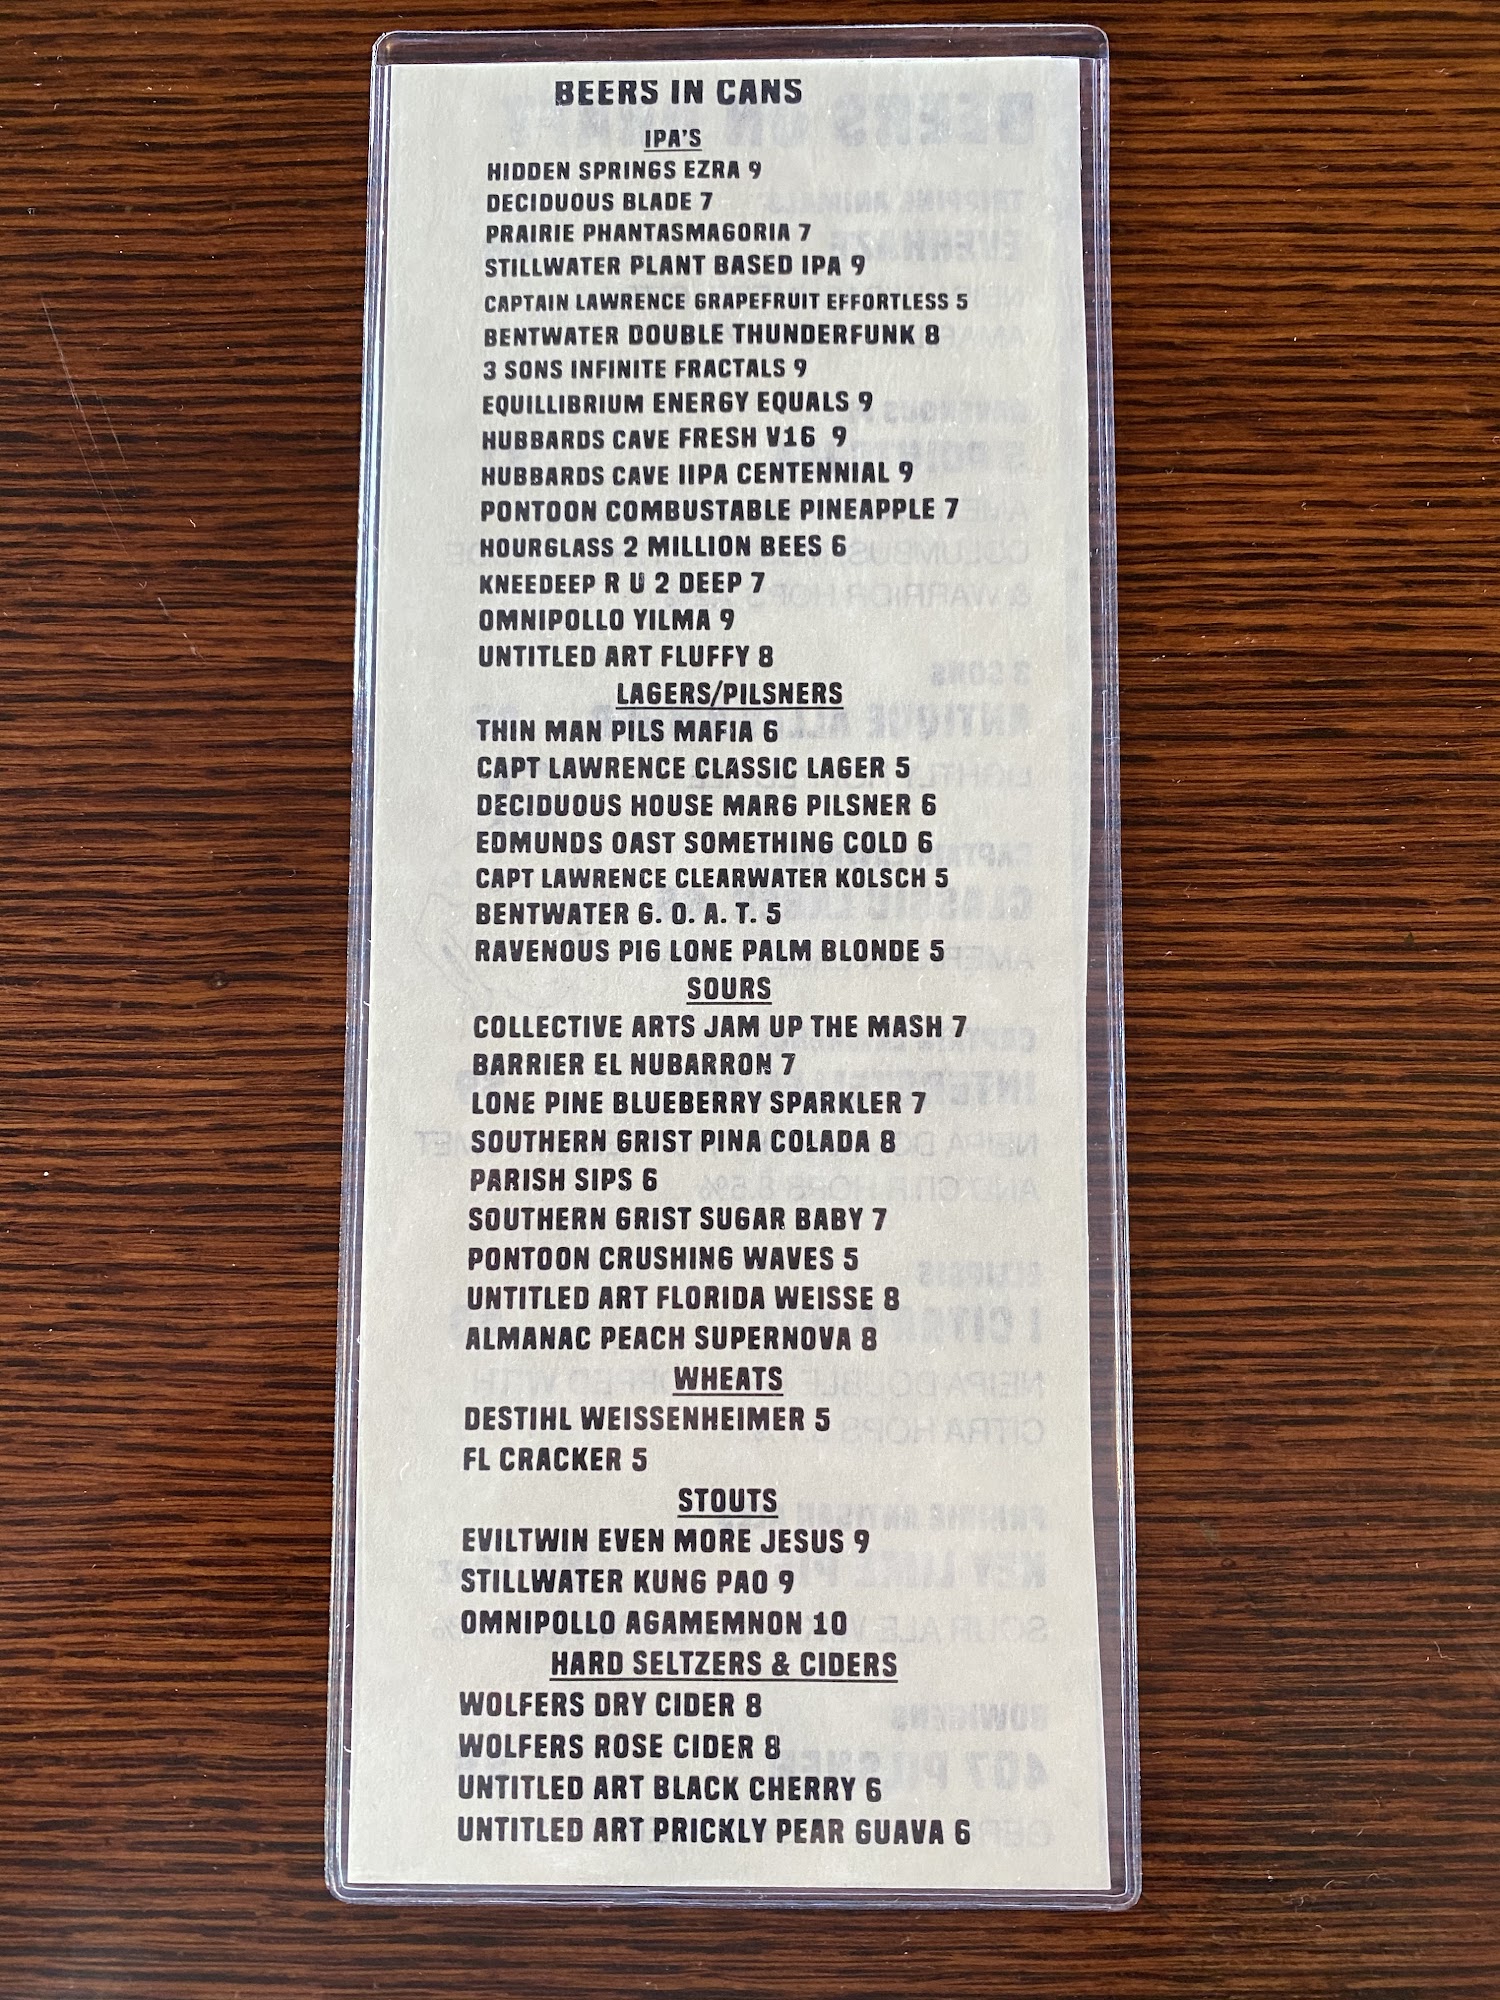 BEERS IN CANS
IPA'S
HIDDEN SPRINGS EZRA 9
DECIDUOUS BLADE 7
PRAIRIE PHANTASMAGORIA 7
STILLWATER PLANT BASED IPA 9
CAPTAIN LAWRENCE GRAPEFRUIT EFFORTLESS 5
BENTWATER DOUBLE THUNDERFUNK 8
3 SONS INFINITE FRACTALS 9
EQUILLIBRIUM ENERGY EQUALS 9
HUBBARDS CAVE FRESH V16 9
HUBBARDS CAVE IIPA CENTENNIAL 9
PONTOON COMBUSTABLE PINEAPPLE 7
HOURGLASS 2 MILLION BEES 6
KNEEDEEP R U 2 DEEP 7
OMNIPOLLO YILMA 9
UNTITLED ART FLUFFY 8
LAGERS/PILSNERS
THIN MAN PILS MAFIA 6
CAPT LAWRENCE CLASSIC LAGER 5
DECIDUOUS HOUSE MARG PILSNER 6
EDMUNDS OAST SOMETHING COLD 6
CAPT LAWRENCE CLEARWATER KOLSCH 5
BENTWATER G. O. A. T. 5
RAVENOUS PIG LONE PALM BLONDE 5
SOURS
COLLECTIVE ARTS JAM UP THE MASH 7
BARRIER EL NUBARRON 7
LONE PINE BLUEBERRY SPARKLER 7
SOUTHERN GRIST PINA COLADA 8
PARISH SIPS 6
SOUTHERN GRIST SUGAR BABY 7
PONTOON CRUSHING WAVES 5
UNTITLED ART FLORIDA WEISSE 8
ALMANAC PEACH SUPERNOVA 8
WHEATS
DESTIHL WEISSENHEIMER 5
FL CRACKER 5
STOUTS
EVILTWIN EVEN MORE JESUS 9
STILLWATER KUNG PAO 9
OMNIPOLLO AGAMEMNON 10
HARD SELTZERS & CIDERS
WOLFERS DRY CIDER 8
WOLFERS ROSE CIDER 8
UNTITLED ART BLACK CHERRY 6
UNTITLED ART PRICKLY PEAR GUAVA 6